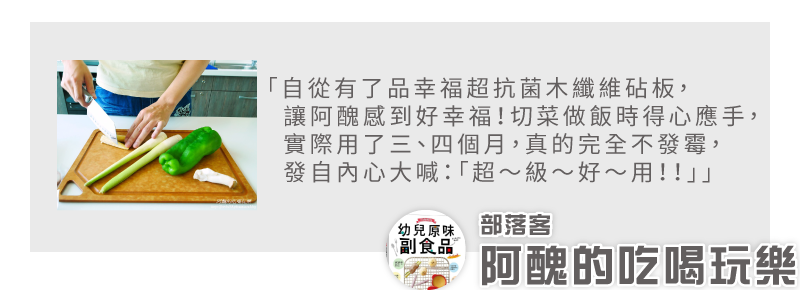 「自從有了品幸福超抗菌木纖維砧板，
讓阿醜感到好幸福！切菜做飯時得心應手，
實際用了三、四個月，真的完全不發霉，
發自內心大喊：「超～級～好～用！！」」
幼兒原味
副食品
部落客
阿醜的吃喝玩樂